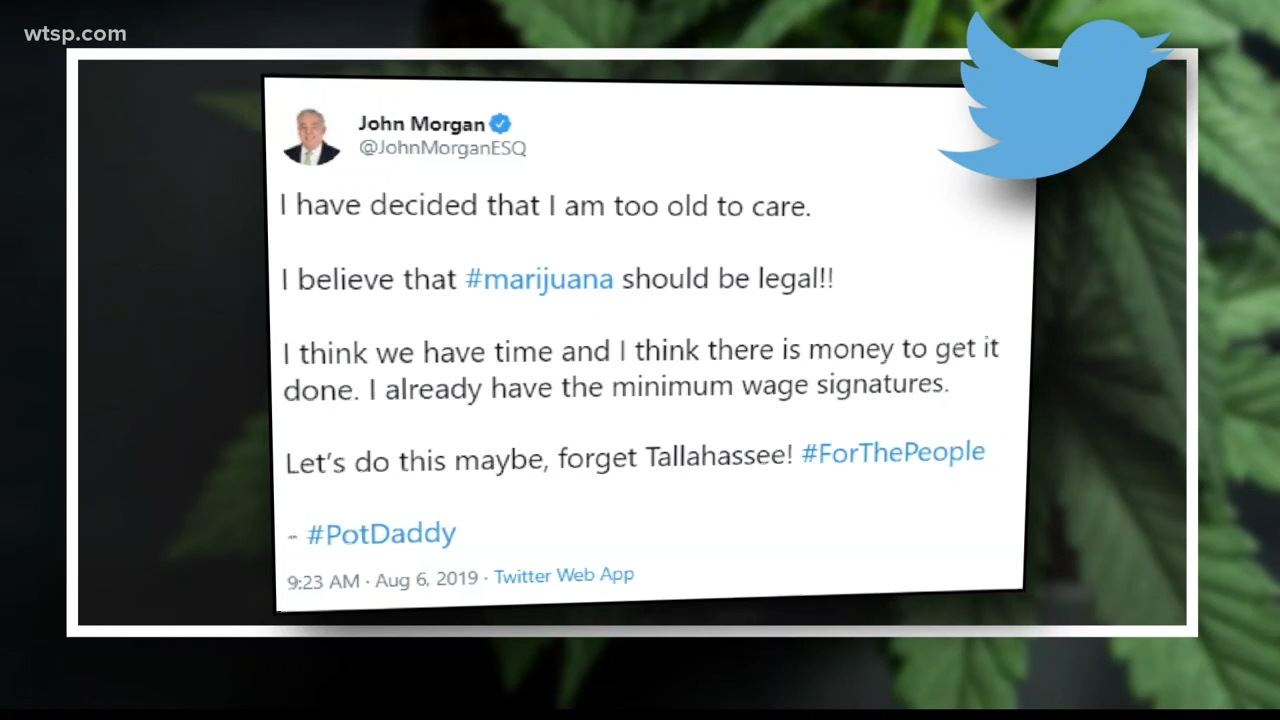 wtsp.com
John Morgan
@JohnMorganESQ
I have decided that I am too old to care.
I believe that #marijuana should be legal!!
I think we have time and I think there is money to get it
done. I already have the minimum wage signatures.
Let's do this maybe, forget Tallahassee! #ForThePeople
- #PotDaddy
9:23 AM · Aug 6, 2019 · Twitter Web App